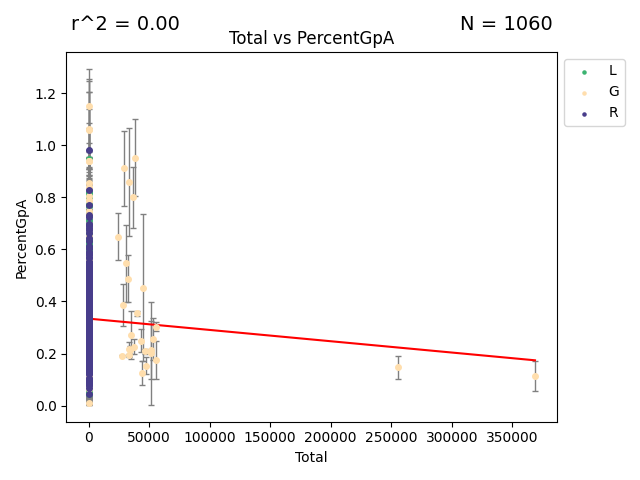 r^2 = 0.00
N = 1060
Total vs PercentGpA
L
G
R
1.2
1.0
0.8
0.6
0.4
0.2
0.0
PercentGpA
0 50000 100000 150000 200000 250000 300000 350000
Total